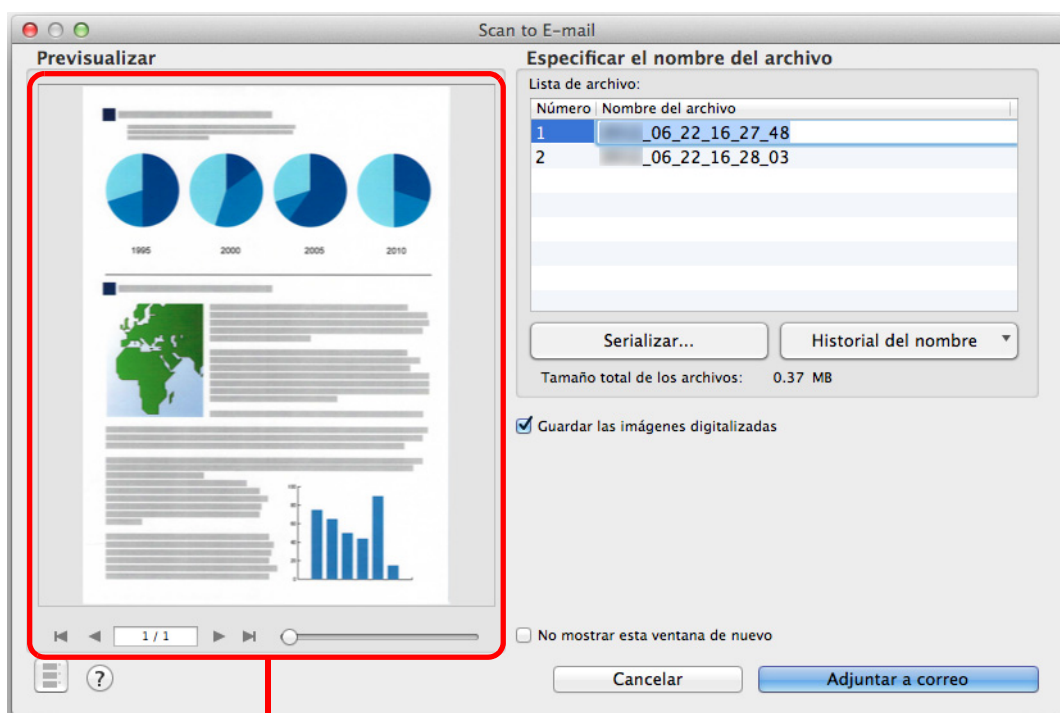 Scan to E-mail
Previsualizar
1995 2000 2005 2010
1 / 1
?
Especificar el nombre del archivo
Lista de archivo:
Número Nombre del archivo
1 _06_22_16_27_48
2 _06_22_16_28_03
Serializar...
Historial del nombre
Tamaño total de los archivos: 0.37 MB
Guardar las imágenes digitalizadas
No mostrar esta ventana de nuevo
Cancelar
Adjuntar a correo